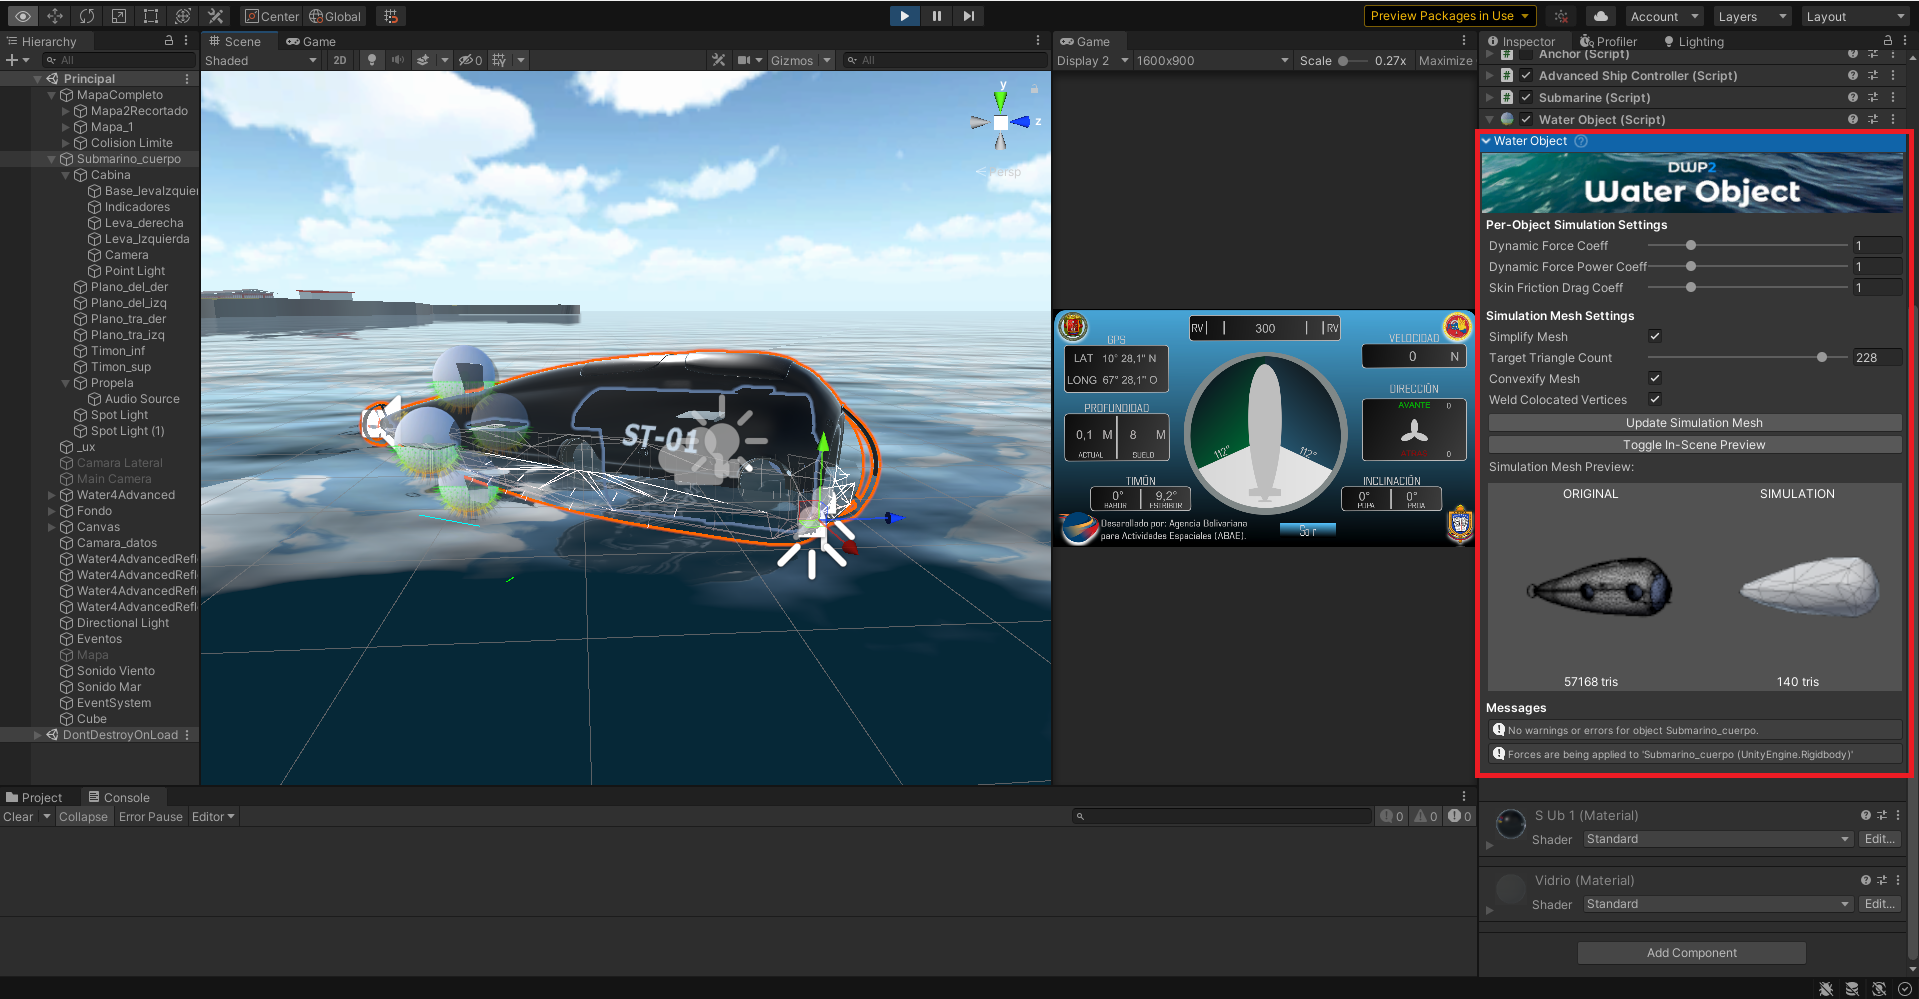 Center
Global
Preview Packages in Use
Account
Layers
Layout
Hierarchy
All
Principal
MapaCompleto
Mapa2Recortado
Mapa_1
Colision Limite
Submarino_cuerpo
Cabina
Base_levaIzquier
Indicadores
Leva_derecha
Leva_Izquierda
Camera
Point Light
Plano_del_der
Plano_del_izq
Plano_tra_der
Plano_tra_izq
Timon_inf
Timon_sup
Propela
Audio Source
Spot Light
Spot Light (1)
_ux
Camara Lateral
Main Camera
Water4Advanced
Fondo
Canvas
Camara_datos
Water4AdvancedRefl
Water4AdvancedRefl
Water4AdvancedRefl
Water4AdvancedRefl
Directional Light
Eventos
Mapa
Sonido Viento
Sonido Mar
EventSystem
Cube
DontDestroyOnLoad
Scene
Game
Shaded
2D
0
Gizmos
All
y
z
Persp
ST-01
Game
Display 2
1600x900
Scale
0.27x
Maximize
RV
300
RV
GPS
LAT 10° 28,1" N
LONG 67° 28,1" O
VELOCIDAD
0 N
DIRECCIÓN
AVANTE 0
0
PROFUNDIDAD
0,1 M 8 M
ACTUAL SUELO
112°
112°
TIMÓN
0° 9,2°
BABOR ESTRIBOR
INCLINACIÓN
0° 0°
POPA PROA
Desarollado por: Agencia Bolivariana
para Actividades Espaciales (ABAE).
Inspector
Profiler
Lighting
Anchor (Script)
Advanced Ship Controller (Script)
Submarine (Script)
Water Object (Script)
Water Object
DWP2
Water Object
Per-Object Simulation Settings
Dynamic Force Coeff 1
Dynamic Force Power Coeff 1
Skin Friction Drag Coeff 1
Simulation Mesh Settings
Simplify Mesh
Target Triangle Count 228
Convexify Mesh
Weld Colocated Vertices
Update Simulation Mesh
Toggle In-Scene Preview
Simulation Mesh Preview:
ORIGINAL
SIMULATION
57168 tris
140 tris
Messages
No warnings or errors for object Submarino_cuerpo.
Forces are being applied to 'Submarino_cuerpo (UnityEngine.Rigidbody)'
S Ub 1 (Material)
Shader Standard Edit...
Vidrio (Material)
Shader Standard Edit...
Add Component
Project
Console
Clear
Collapse
Error Pause
Editor
0
0
0